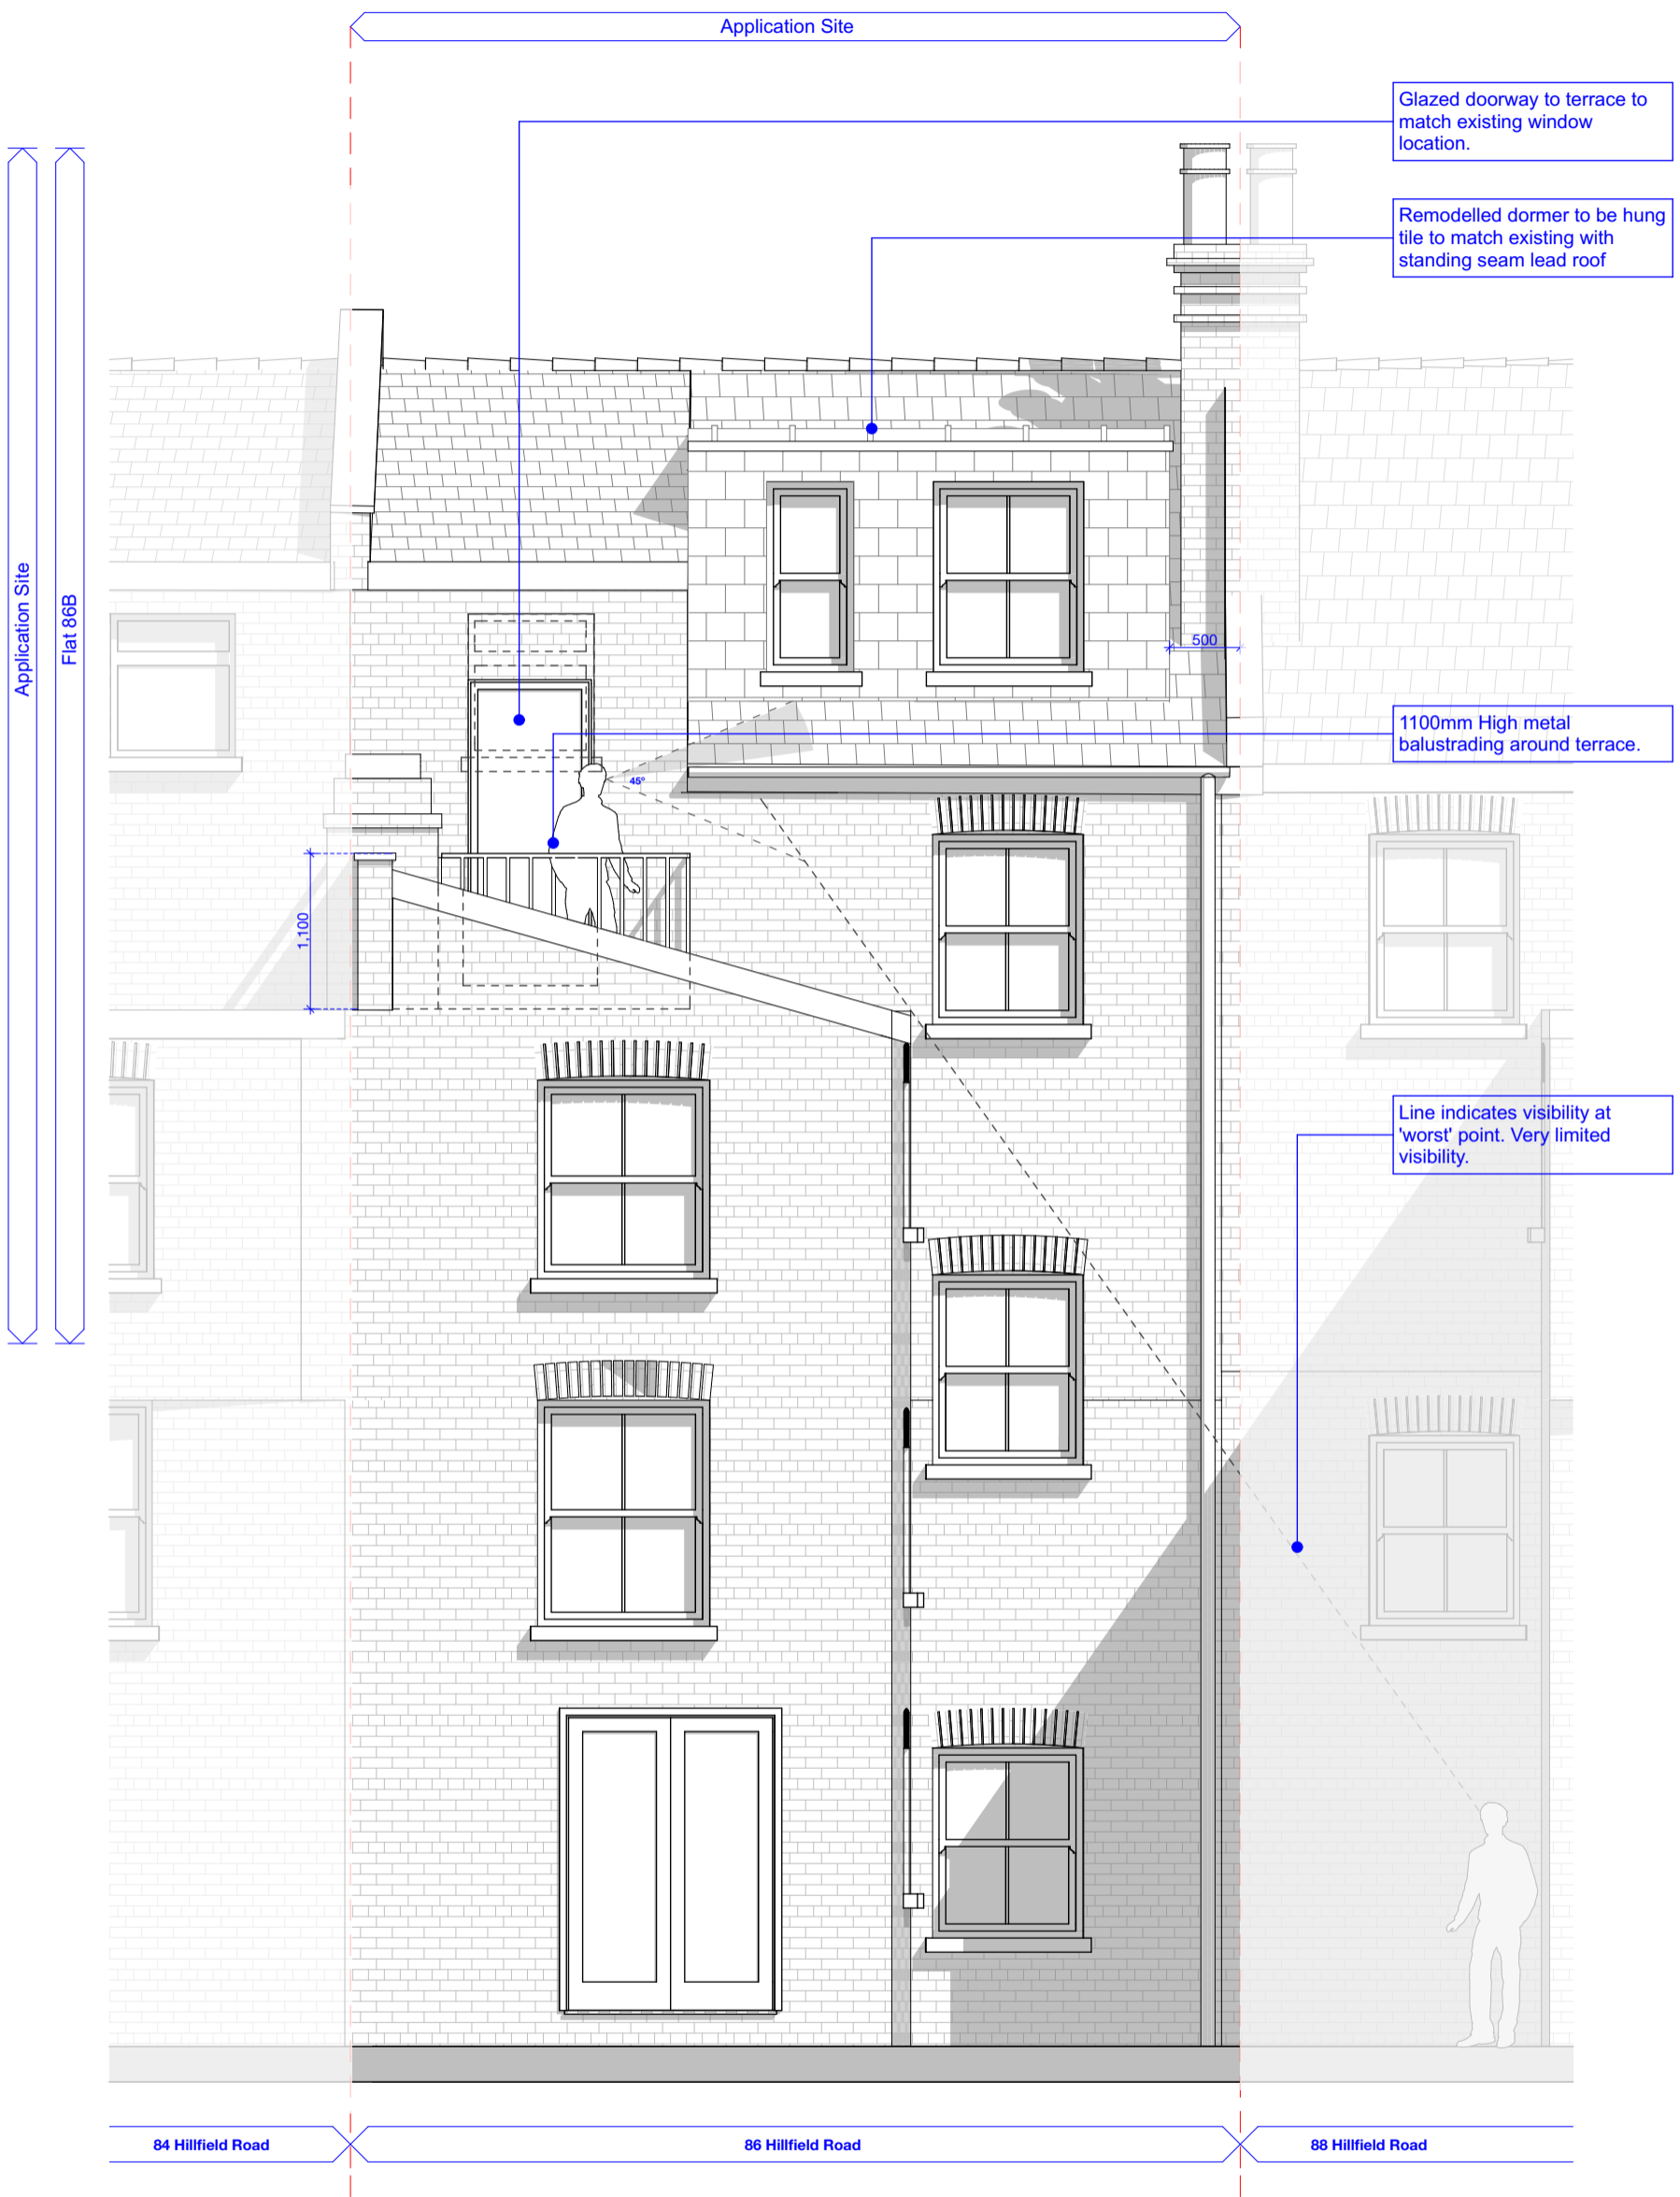 Application Site
Glazed doorway to terrace to
match existing window
location.
Remodelled dormer to be hung
tile to match existing with
standing seam lead roof
Application Site
Flat 86B
500
1100mm High metal
balustrading around terrace.
45º
1,100
Line indicates visibility at
'worst' point. Very limited
visibility.
84 Hillfield Road
86 Hillfield Road
88 Hillfield Road